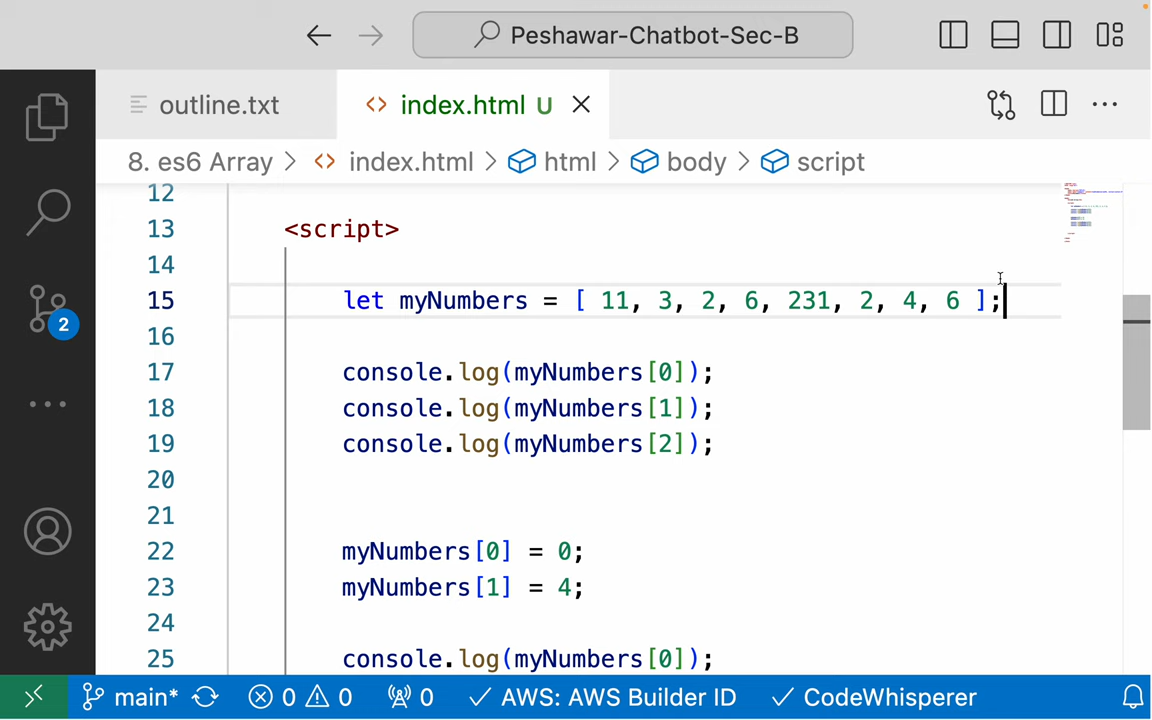 Peshawar-Chatbot-Sec-B
outline.txt
index.html U
8. es6 Array > index.html > html > body > script
12
13 <script>
14
15 let myNumbers = [ 11, 3, 2, 6, 231, 2, 4, 6 ];
16
17 console.log(myNumbers[0]);
18 console.log(myNumbers[1]);
19 console.log(myNumbers[2]);
20
21
22 myNumbers[0] = 0;
23 myNumbers[1] = 4;
24
25 console.log(myNumbers[0]);
2
main* 0 0 0 AWS: AWS Builder ID CodeWhisperer